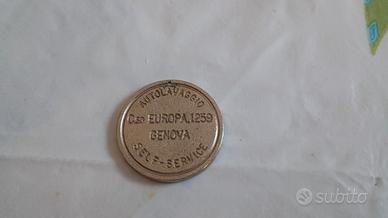 AUTOLAVAGGIO
C.so EUROPA,1259
GENOVA
SELF-SERVICE
subito